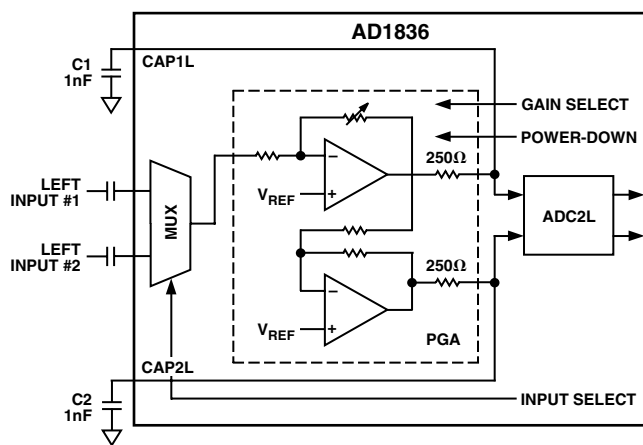 AD1836
C1
1nF
CAP1L
GAIN SELECT
POWER-DOWN
250Ω
–
V_REF
+
LEFT
INPUT #1
MUX
ADC2L
LEFT
INPUT #2
250Ω
–
V_REF
+
PGA
CAP2L
C2
1nF
INPUT SELECT